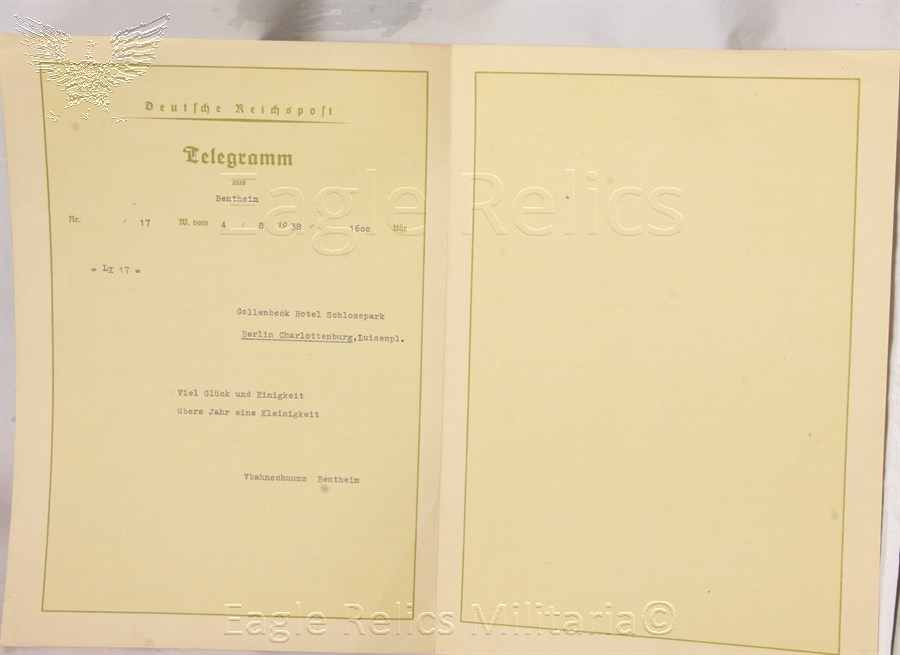 Deutsche Reichspost
Telegramm
aus
Bentheim
Nr. / 17 W. vom 4 / 8 1938 / 1600 Uhr
= Lx 17 =
Gollenbeck Hotel Schlosspark
Berlin Charlottenburg,Luisenpl.
Viel Glück und Einigkeit
übers Jahr eine Kleinigkeit
Vbahnschuums Bentheim
Eagle Relics
Eagle Relics Militaria©